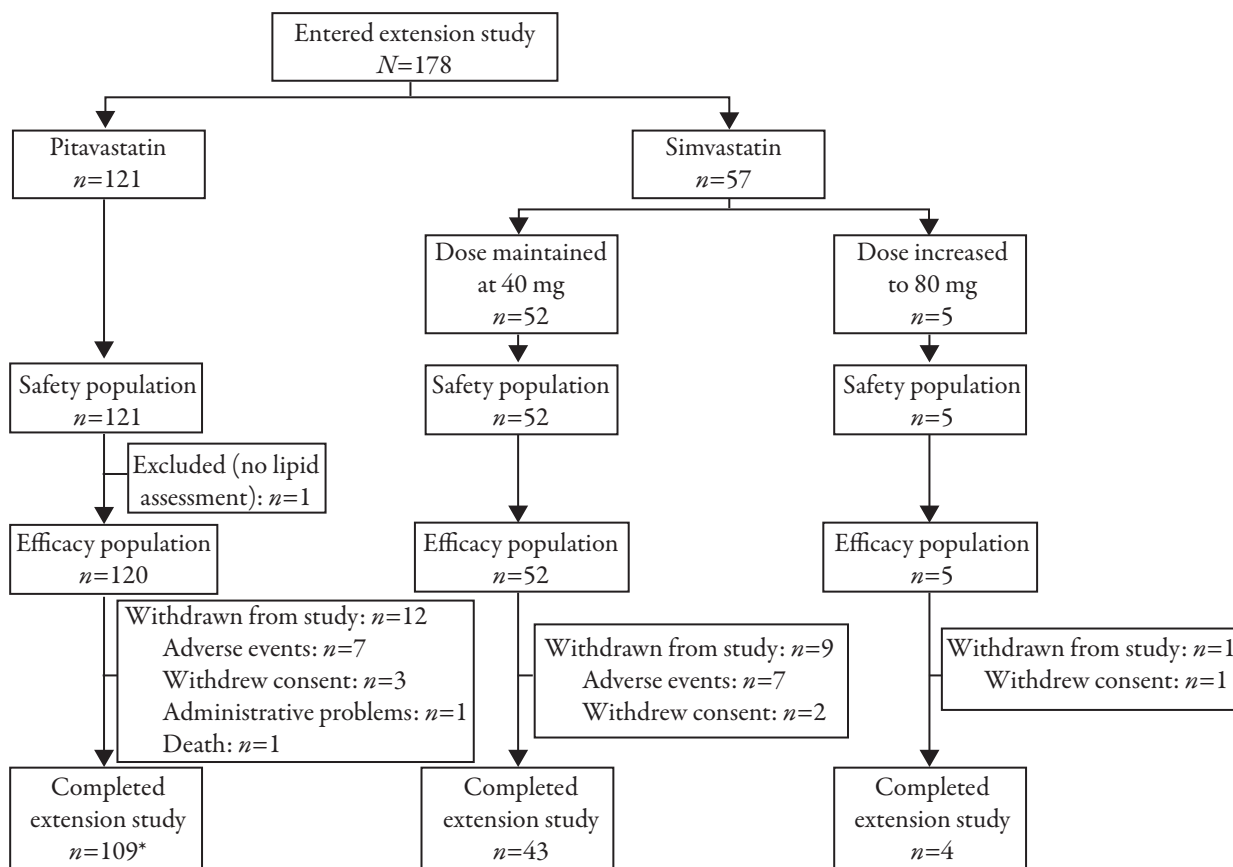 Entered extension study
N=178
Pitavastatin
n=121
Simvastatin
n=57
Dose maintained
at 40 mg
n=52
Dose increased
to 80 mg
n=5
Safety population
n=121
Safety population
n=52
Safety population
n=5
Excluded (no lipid
assessment): n=1
Efficacy population
n=120
Efficacy population
n=52
Efficacy population
n=5
Withdrawn from study: n=12
Adverse events: n=7
Withdrew consent: n=3
Administrative problems: n=1
Death: n=1
Withdrawn from study: n=9
Adverse events: n=7
Withdrew consent: n=2
Withdrawn from study: n=1
Withdrew consent: n=1
Completed
extension study
n=109*
Completed
extension study
n=43
Completed
extension study
n=4